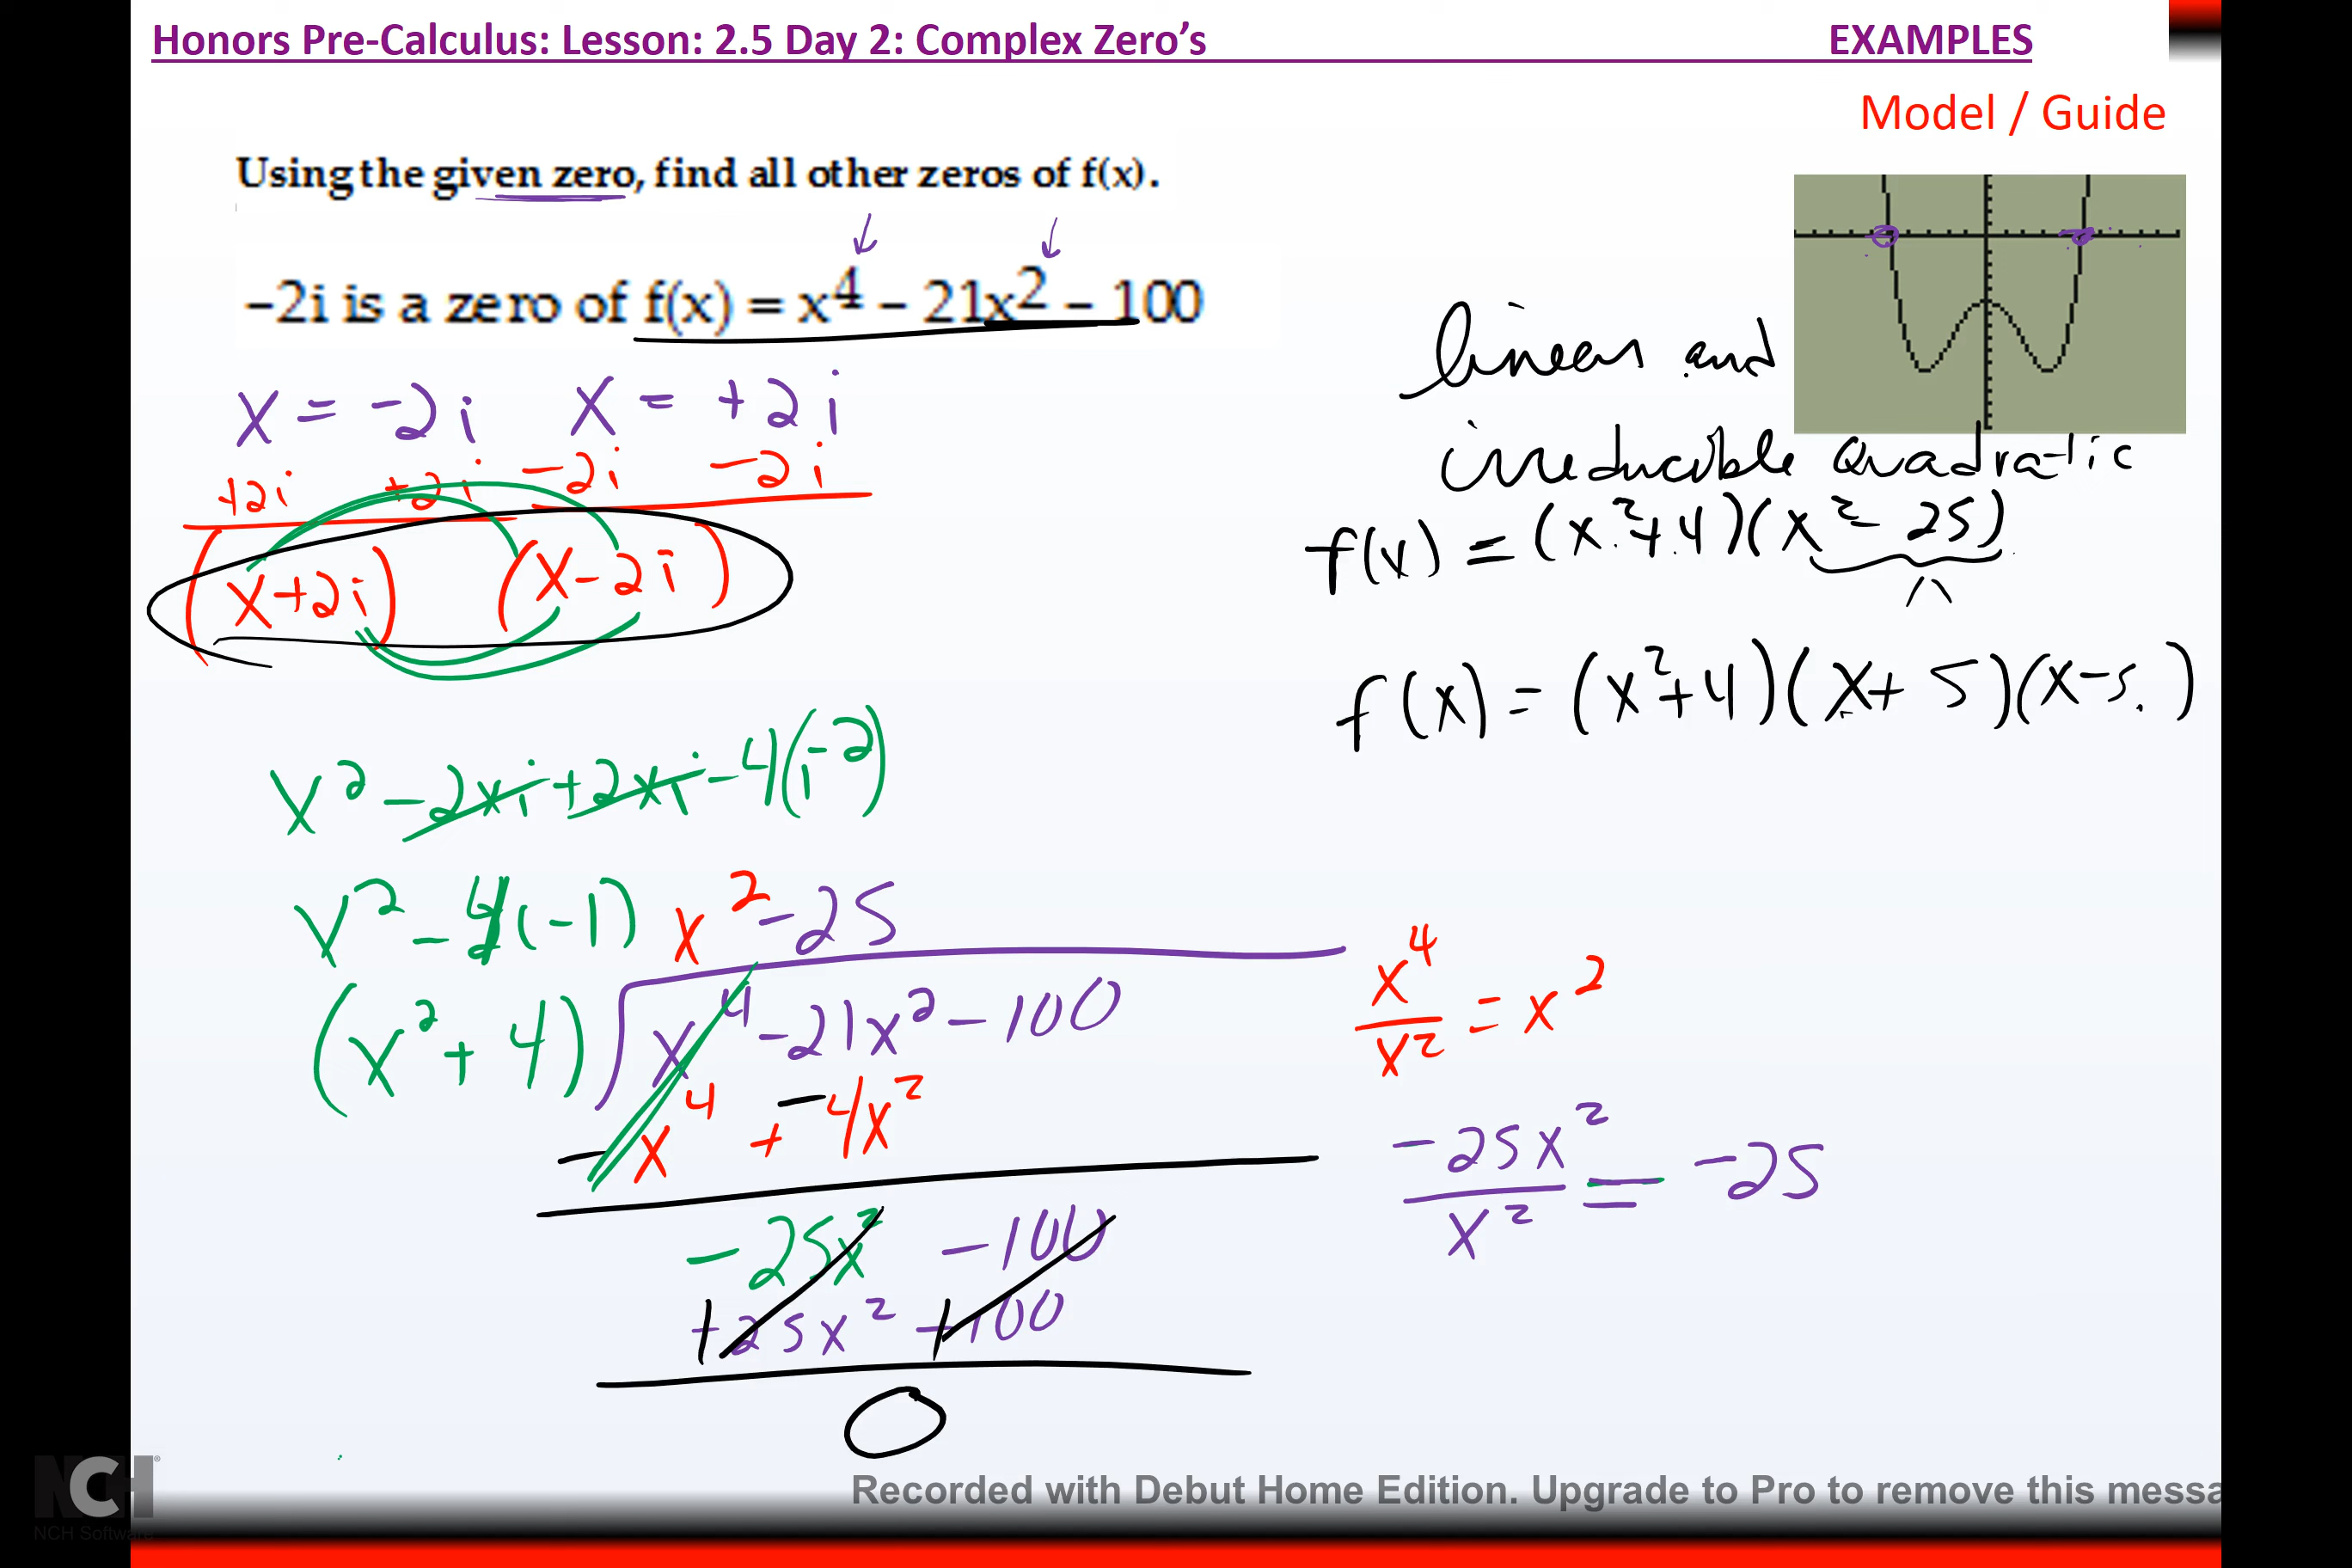 Honors Pre-Calculus: Lesson: 2.5 Day 2: Complex Zero's EXAMPLES
Model / Guide
Using the given zero, find all other zeros of f(x).
-2i is a zero of f(x) = x⁴ - 21x² - 100
x = -2i x = +2i
+2i +2i -2i -2i
(x+2i) (x-2i)
x² -2xi +2xi -4(i²)
x² - 4(-1)
x² - 25
(x² + 4) x⁴ - 21x² - 100
- x⁴ + - 4x²
-25x² - 100
+25x² + 100
0
linear and
irreducible quadratic
f(x) = (x² + 4)(x² - 25)
f(x) = (x² + 4)(x + 5)(x - 5)
x⁴/x² = x²
-25x²/x² = -25
NCH®
NCH Software
Recorded with Debut Home Edition. Upgrade to Pro to remove this messa